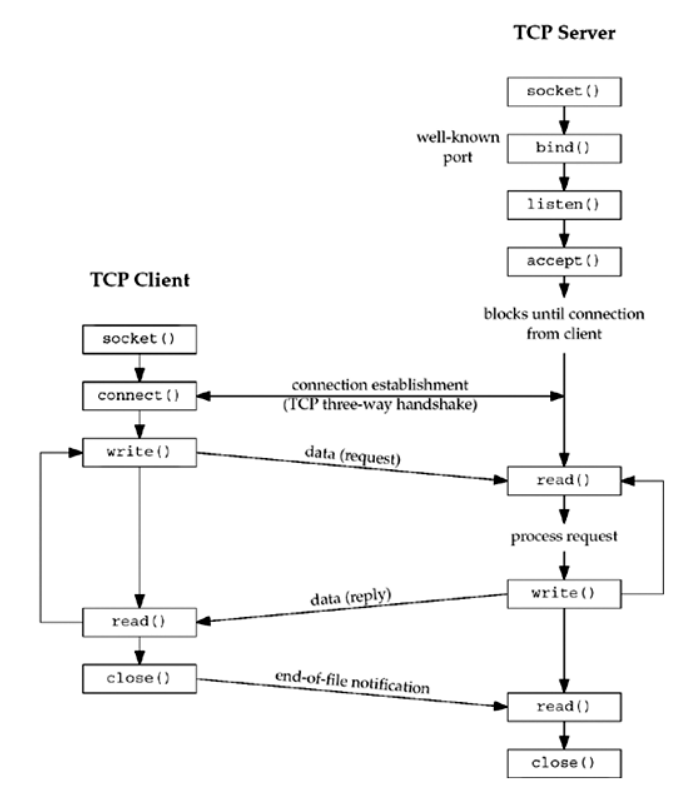 TCP Server
socket()
well-known
port
bind()
listen()
accept()
blocks until connection
from client
TCP Client
socket()
connect()
connection establishment
(TCP three-way handshake)
write()
data (request)
read()
process request
write()
data (reply)
read()
close()
end-of-file notification
read()
close()